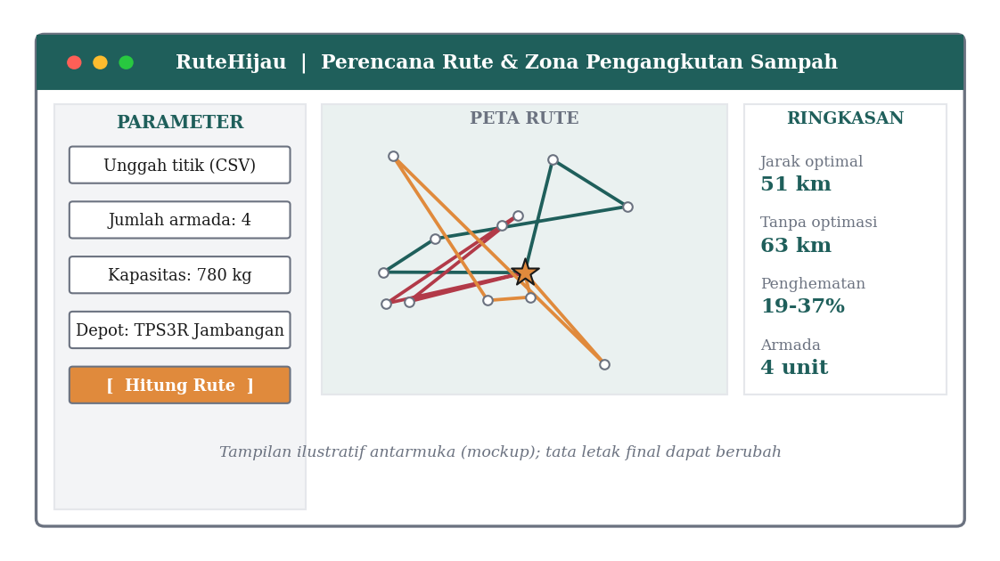 RuteHijau | Perencana Rute & Zona Pengangkutan Sampah
PARAMETER
Unggah titik (CSV)
Jumlah armada: 4
Kapasitas: 780 kg
Depot: TPS3R Jambangan
[ Hitung Rute ]
PETA RUTE
RINGKASAN
Jarak optimal
51 km
Tanpa optimasi
63 km
Penghematan
19-37%
Armada
4 unit
Tampilan ilustratif antarmuka (mockup); tata letak final dapat berubah